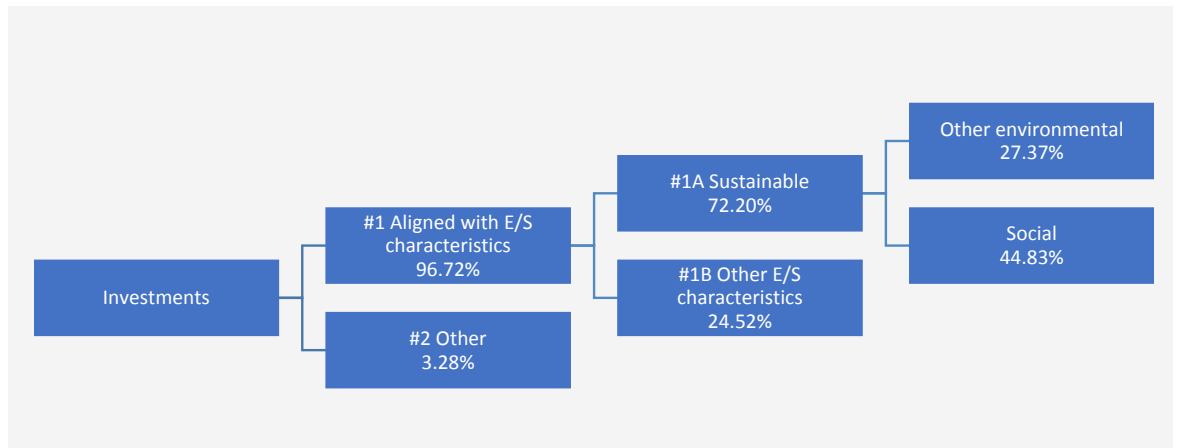 Investments
#1 Aligned with E/S
characteristics
96.72%
#2 Other
3.28%
#1A Sustainable
72.20%
#1B Other E/S
characteristics
24.52%
Other environmental
27.37%
Social
44.83%